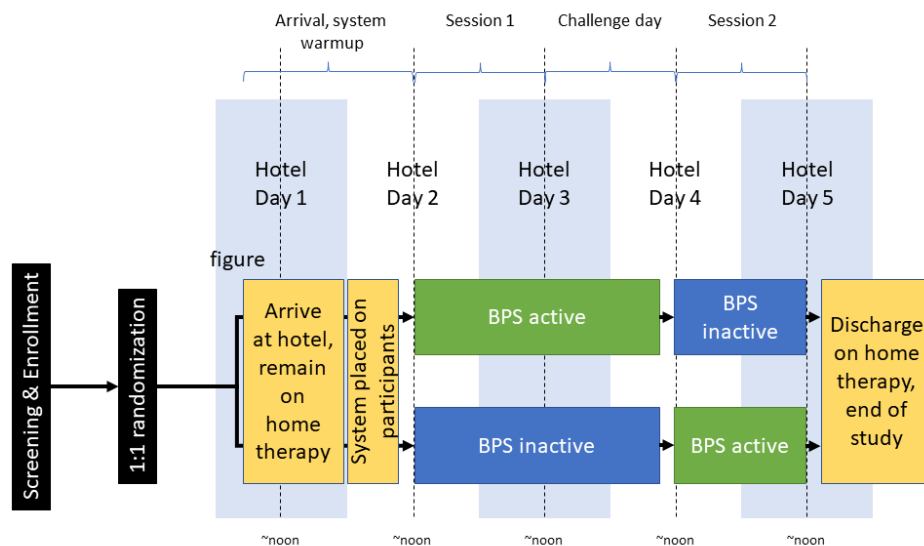 Arrival, system
warmup
Session 1
Challenge day
Session 2
Hotel
Day 1
Hotel
Day 2
Hotel
Day 3
Hotel
Day 4
Hotel
Day 5
figure
Screening & Enrollment
1:1 randomization
Arrive
at hotel,
remain
on
home
therapy
System placed on
participants
BPS active
BPS
inactive
BPS inactive
BPS active
Discharge
on home
therapy,
end of
study
~noon
~noon
~noon
~noon
~noon